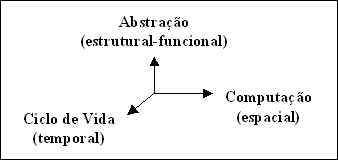 Abstração
(estrutural-funcional)
Computação
(espacial)
Ciclo de Vida
(temporal)